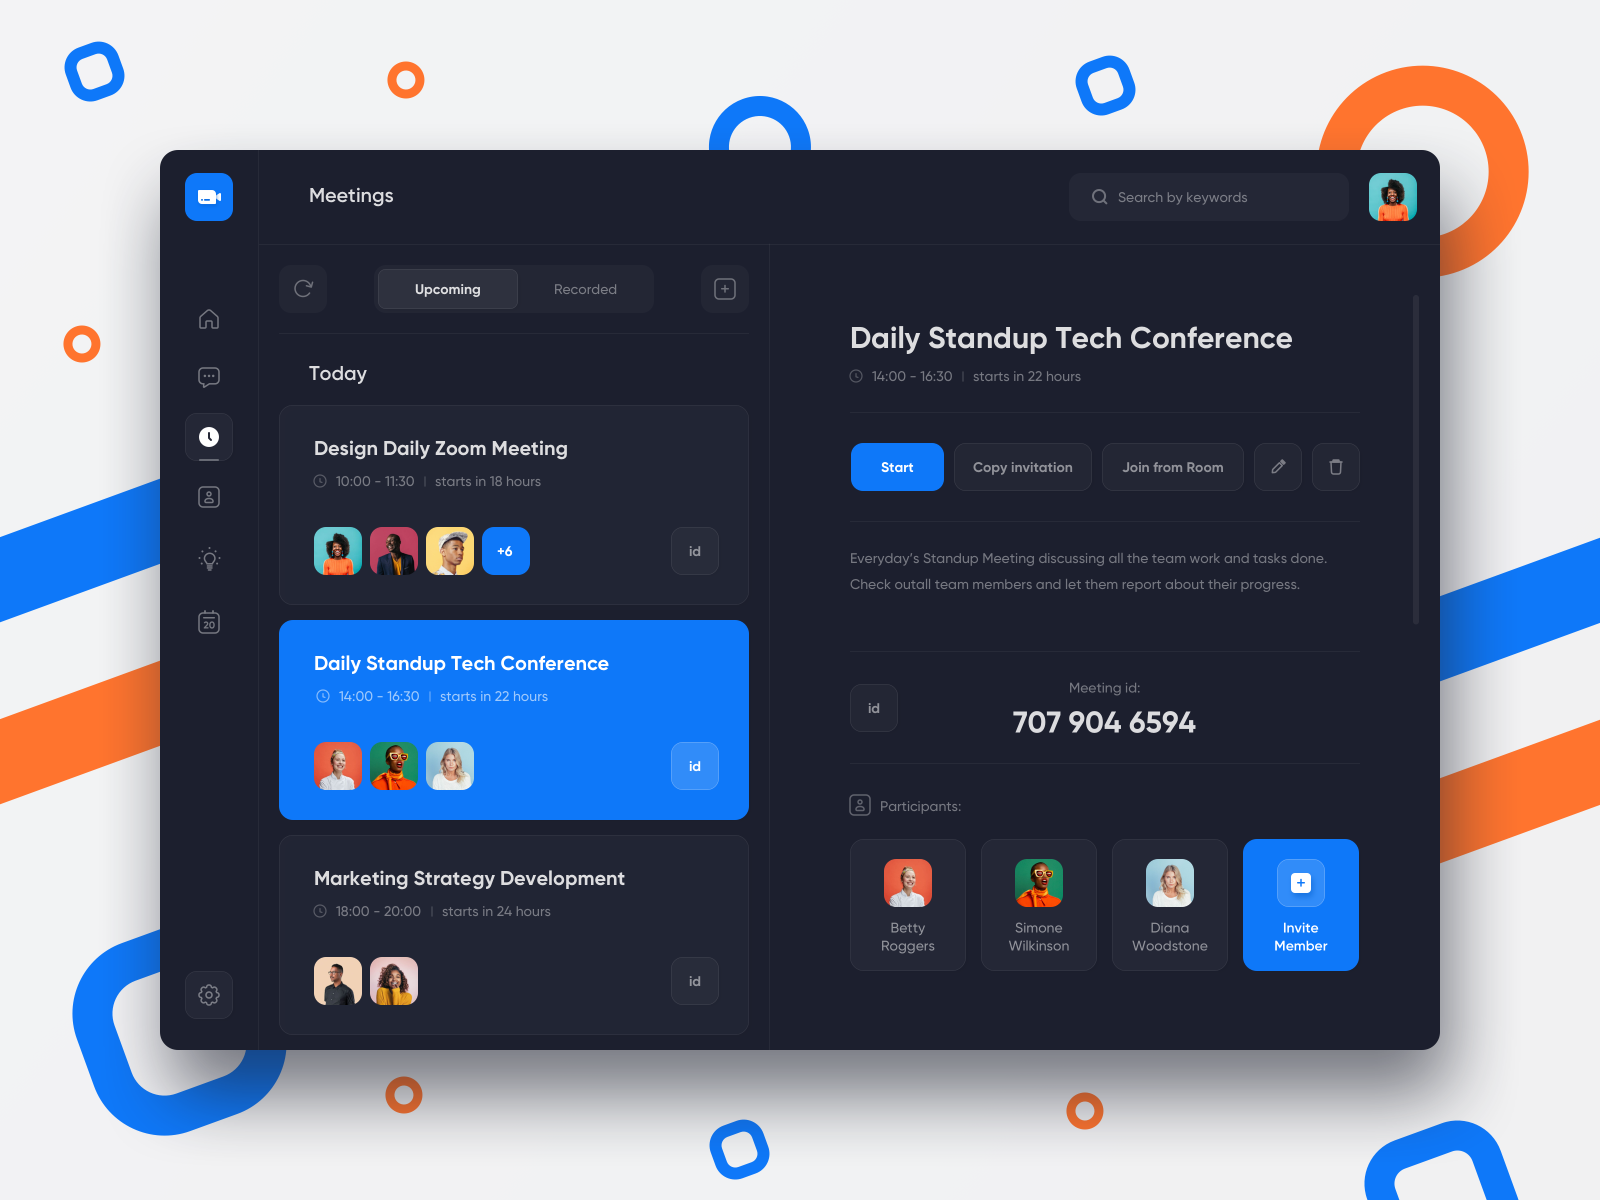 Meetings
Search by keywords
Upcoming
Recorded
Today
Design Daily Zoom Meeting
10:00 - 11:30 | starts in 18 hours
+6
id
Daily Standup Tech Conference
14:00 - 16:30 | starts in 22 hours
id
Marketing Strategy Development
18:00 - 20:00 | starts in 24 hours
id
20
Daily Standup Tech Conference
14:00 - 16:30 | starts in 22 hours
Start
Copy invitation
Join from Room
Everyday's Standup Meeting discussing all the team work and tasks done.
Check outall team members and let them report about their progress.
id
Meeting id:
707 904 6594
Participants:
Betty
Roggers
Simone
Wilkinson
Diana
Woodstone
Invite
Member